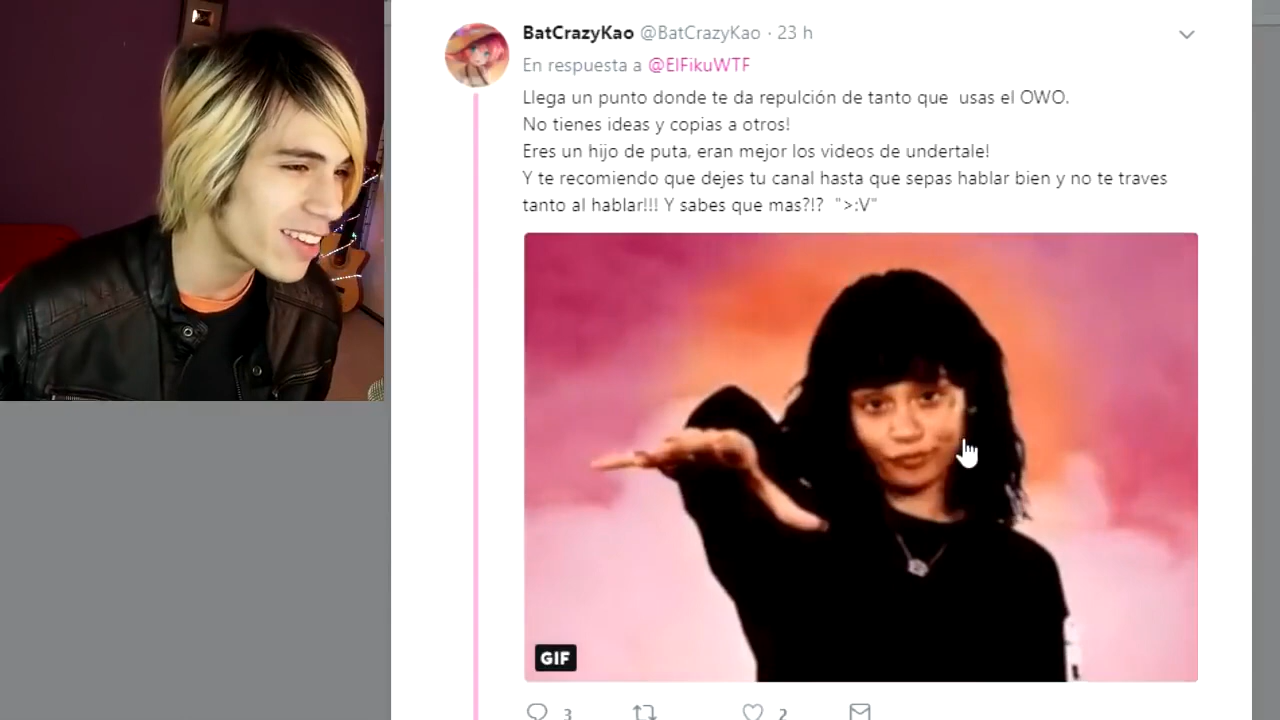 BatCrazyKao @BatCrazyKao · 23 h
En respuesta a @ElFikuWTF
Llega un punto donde te da repulción de tanto que usas el OWO.
No tienes ideas y copias a otros!
Eres un hijo de puta, eran mejor los videos de undertale!
Y te recomiendo que dejes tu canal hasta que sepas hablar bien y no te traves
tanto al hablar!!! Y sabes que mas?!? ">:V"
GIF
3 2